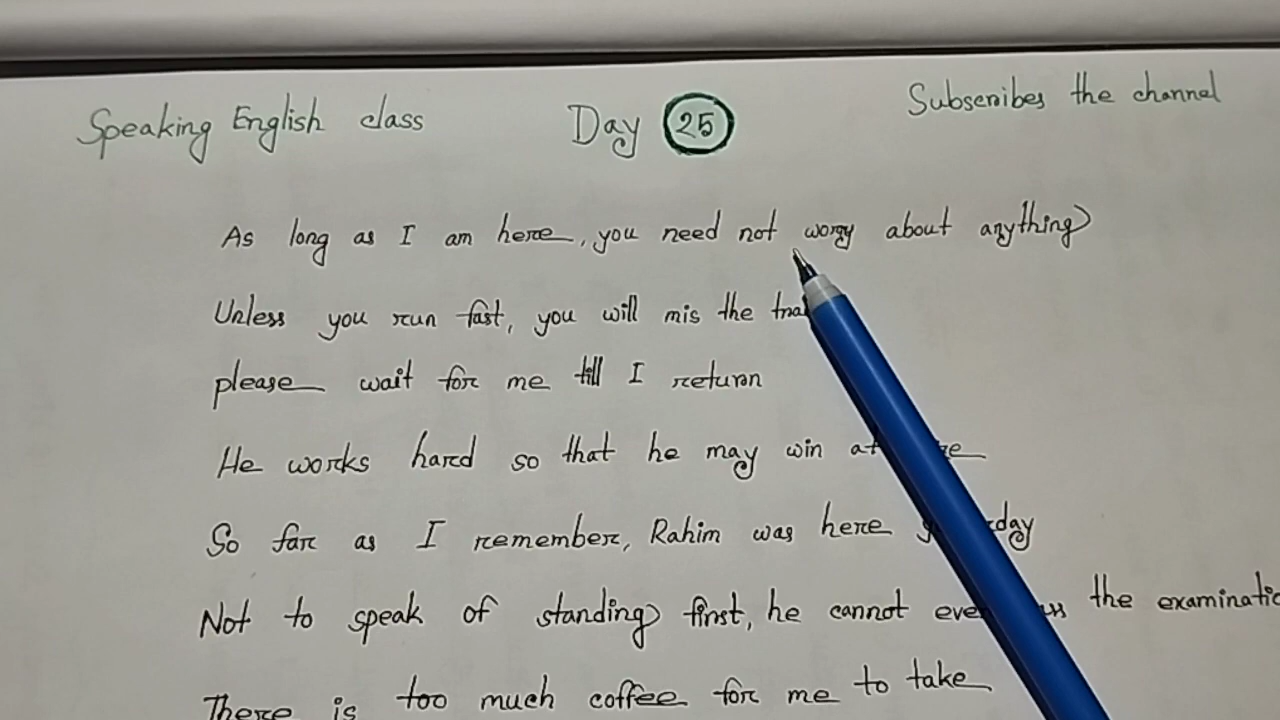 Speaking English class Day 25 Subscribes the channel
As long as I am here, you need not worry about anything
Unless you run fast, you will mis the
please wait for me till I return
He works hard so that he may win
So far as I remember, Rahim was here
Not to speak of standing first, he cannot the
There is too much coffee for me to take